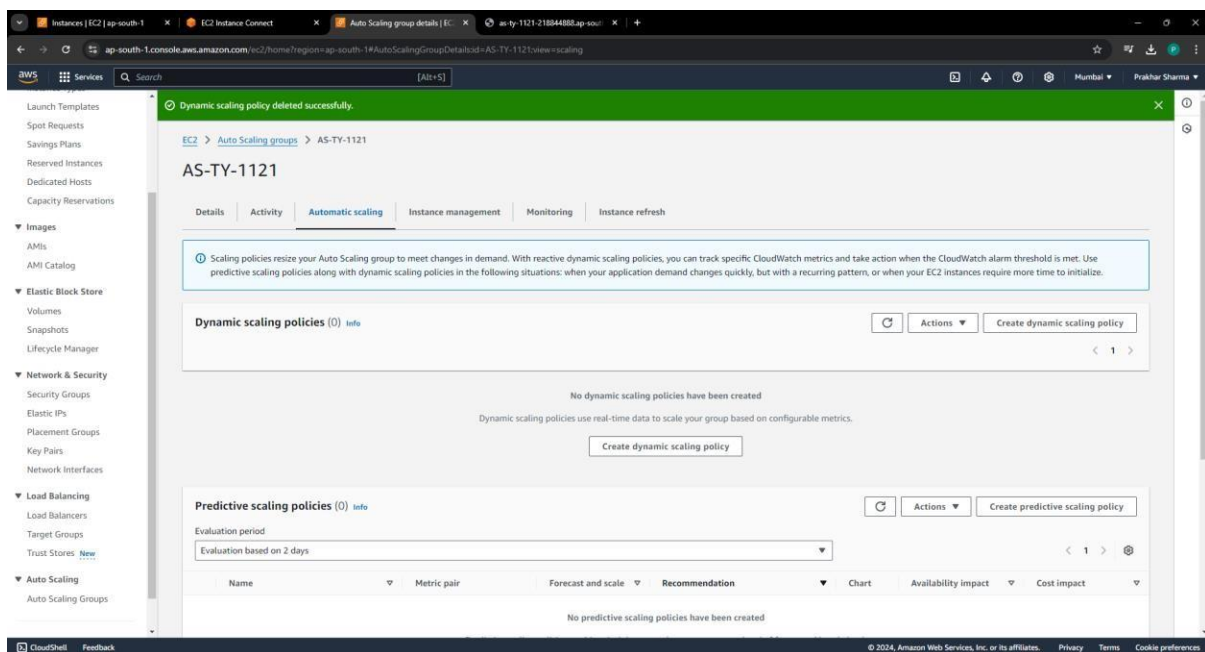 Instances | EC2 | ap-south-1
EC2 Instance Connect
Auto Scaling group details | EC
as-ty-1121-218844888.ap-sout
ap-south-1.console.aws.amazon.com/ec2/home?region=ap-south-1#AutoScalingGroupDetails:id=AS-TY-1121;view=scaling
aws Services Search [Alt+S] Mumbai Prakhar Sharma
Launch Templates
Spot Requests
Savings Plans
Reserved Instances
Dedicated Hosts
Capacity Reservations
Images
AMIs
AMI Catalog
Elastic Block Store
Volumes
Snapshots
Lifecycle Manager
Network & Security
Security Groups
Elastic IPs
Placement Groups
Key Pairs
Network Interfaces
Load Balancing
Load Balancers
Target Groups
Trust Stores New
Auto Scaling
Auto Scaling Groups
Dynamic scaling policy deleted successfully.
EC2 > Auto Scaling groups > AS-TY-1121
AS-TY-1121
Details Activity Automatic scaling Instance management Monitoring Instance refresh
Scaling policies resize your Auto Scaling group to meet changes in demand. With reactive dynamic scaling policies, you can track specific CloudWatch metrics and take action when the CloudWatch alarm threshold is met. Use
predictive scaling policies along with dynamic scaling policies in the following situations: when your application demand changes quickly, but with a recurring pattern, or when your EC2 instances require more time to initialize.
Dynamic scaling policies (0) Info Actions Create dynamic scaling policy
< 1 >
No dynamic scaling policies have been created
Dynamic scaling policies use real-time data to scale your group based on configurable metrics.
Create dynamic scaling policy
Predictive scaling policies (0) Info Actions Create predictive scaling policy
Evaluation period
Evaluation based on 2 days < 1 >
Name Metric pair Forecast and scale Recommendation Chart Availability impact Cost impact
No predictive scaling policies have been created
CloudShell Feedback © 2024, Amazon Web Services, Inc. or its affiliates. Privacy Terms Cookie preferences